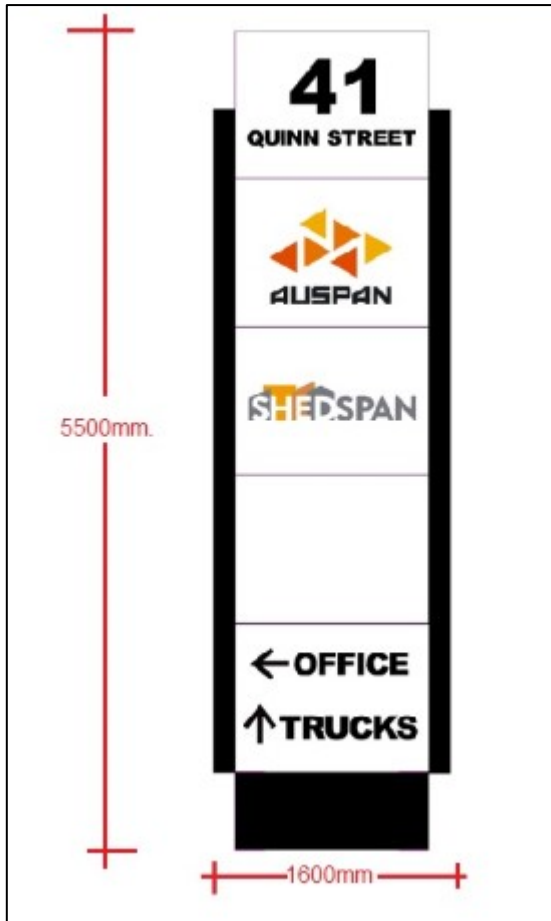 41
QUINN STREET
AUSPAN
SHEDSPAN
5500mm.
←OFFICE
↑TRUCKS
1600mm